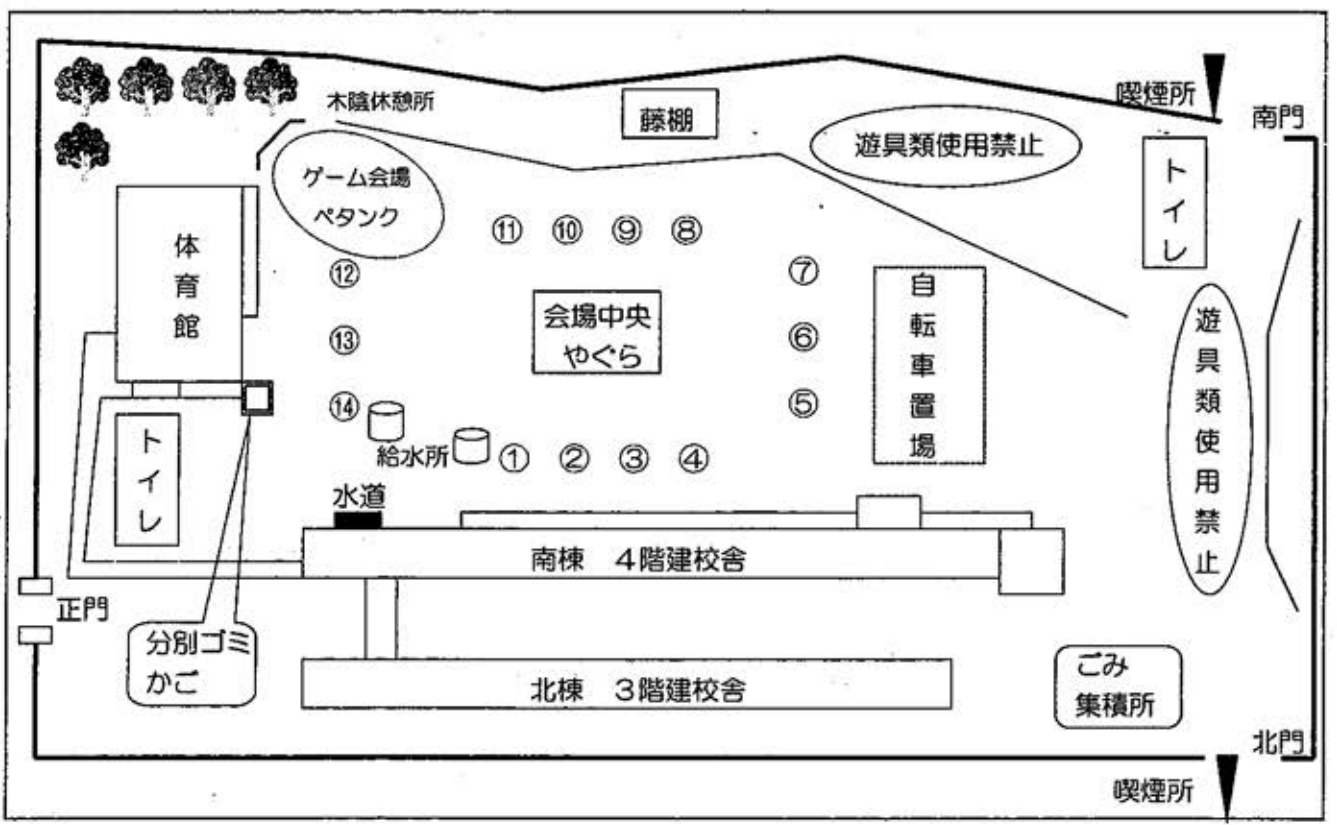 喫煙所
南門
木陰休憩所
藤棚
遊具類使用禁止
トイレ
ゲーム会場
ペタンク
⑪ ⑩ ⑨ ⑧
体育館
⑫
⑦
自転車置場
会場中央
やぐら
⑬
⑥
遊具類使用禁止
⑭
⑤
トイレ
給水所
① ② ③ ④
水道
南棟 4階建校舎
正門
分別ゴミ
かご
北棟 3階建校舎
ごみ
集積所
北門
喫煙所